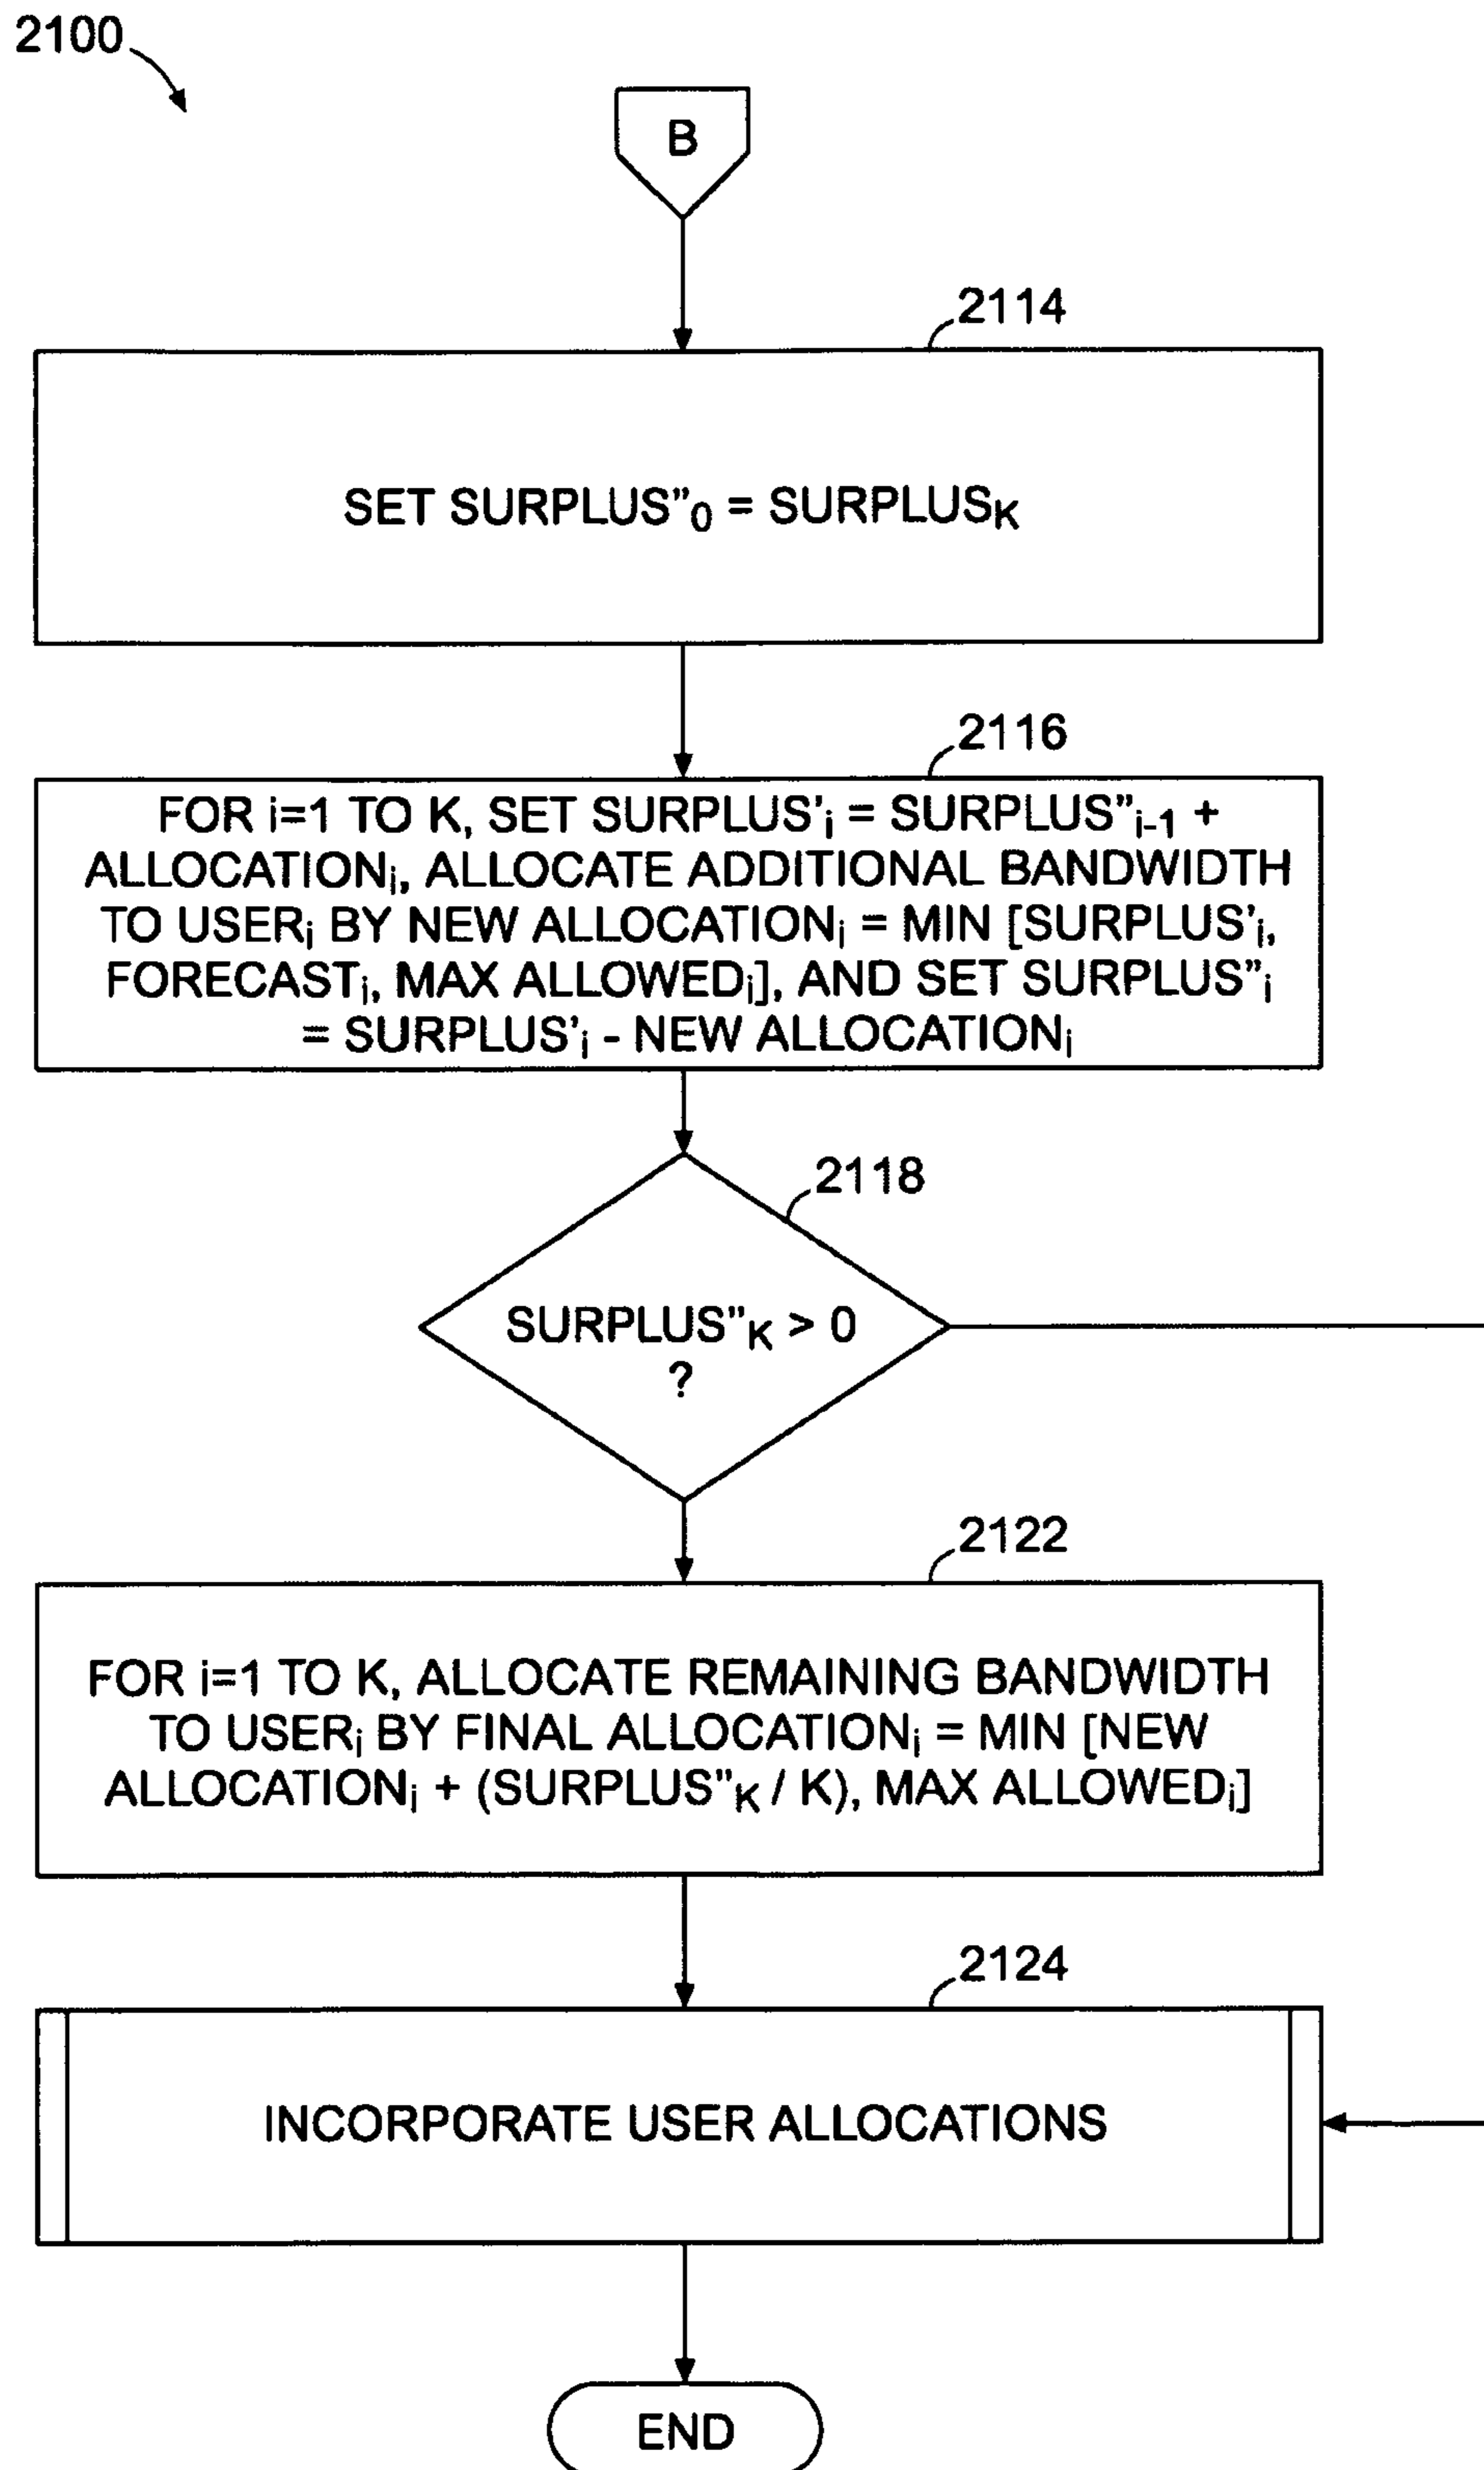 2100
B
2114
SET SURPLUS”₀ = SURPLUSK
2116
FOR i=1 TO K, SET SURPLUS'i = SURPLUS”i-1 +
ALLOCATIONi, ALLOCATE ADDITIONAL BANDWIDTH
TO USERi BY NEW ALLOCATIONi = MIN [SURPLUS'i,
FORECASTi, MAX ALLOWEDi], AND SET SURPLUS”i
= SURPLUS'i - NEW ALLOCATIONi
2118
SURPLUS”K > 0
?
2122
FOR i=1 TO K, ALLOCATE REMAINING BANDWIDTH
TO USERi BY FINAL ALLOCATIONi = MIN [NEW
ALLOCATIONi + (SURPLUS”K / K), MAX ALLOWEDi]
2124
INCORPORATE USER ALLOCATIONS
END